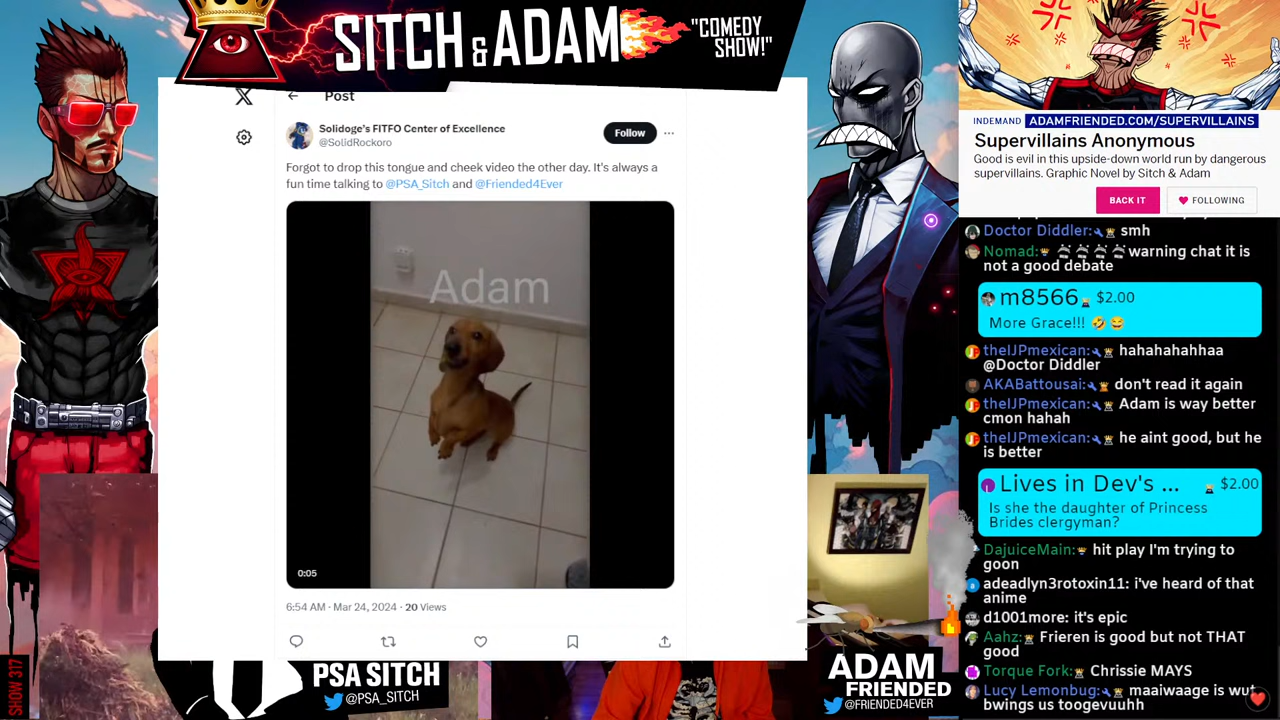 SITCH & ADAM
"COMEDY
SHOW!"
Post
Solidoge's FITFO Center of Excellence
@SolidRockoro
Follow
Forgot to drop this tongue and cheek video the other day. It's always a
fun time talking to @PSA_Sitch and @Friended4Ever
Adam
0:05
6:54 AM · Mar 24, 2024 · 20 Views
SHOW 317
PSA SITCH
@PSA_SITCH
ADAM
FRIENDED
@FRIENDED4EVER
INDEMAND ADAMFRIENDED.COM/SUPERVILLAINS
Supervillains Anonymous
Good is evil in this upside-down world run by dangerous
supervillains. Graphic Novel by Sitch & Adam
BACK IT
FOLLOWING
Doctor Diddler: smh
Nomad: warning chat it is
not a good debate
m8566 $2.00
More Grace!!! 🤣 😂
theIJPmexican: hahahahahhaa
@Doctor Diddler
AKABattousai: don't read it again
theIJPmexican: Adam is way better
cmon hahah
theIJPmexican: he aint good, but he
is better
Lives in Dev's ... $2.00
Is she the daughter of Princess
Brides clergyman?
DajuiceMain: hit play I'm trying to
goon
adeadlyn3rotoxin11: i've heard of that
anime
d1001more: it's epic
Aahz: Frieren is good but not THAT
good
Torque Fork: Chrissie MAYS
Lucy Lemonbug: maaiwaage is wut
bwings us toogevuuhh